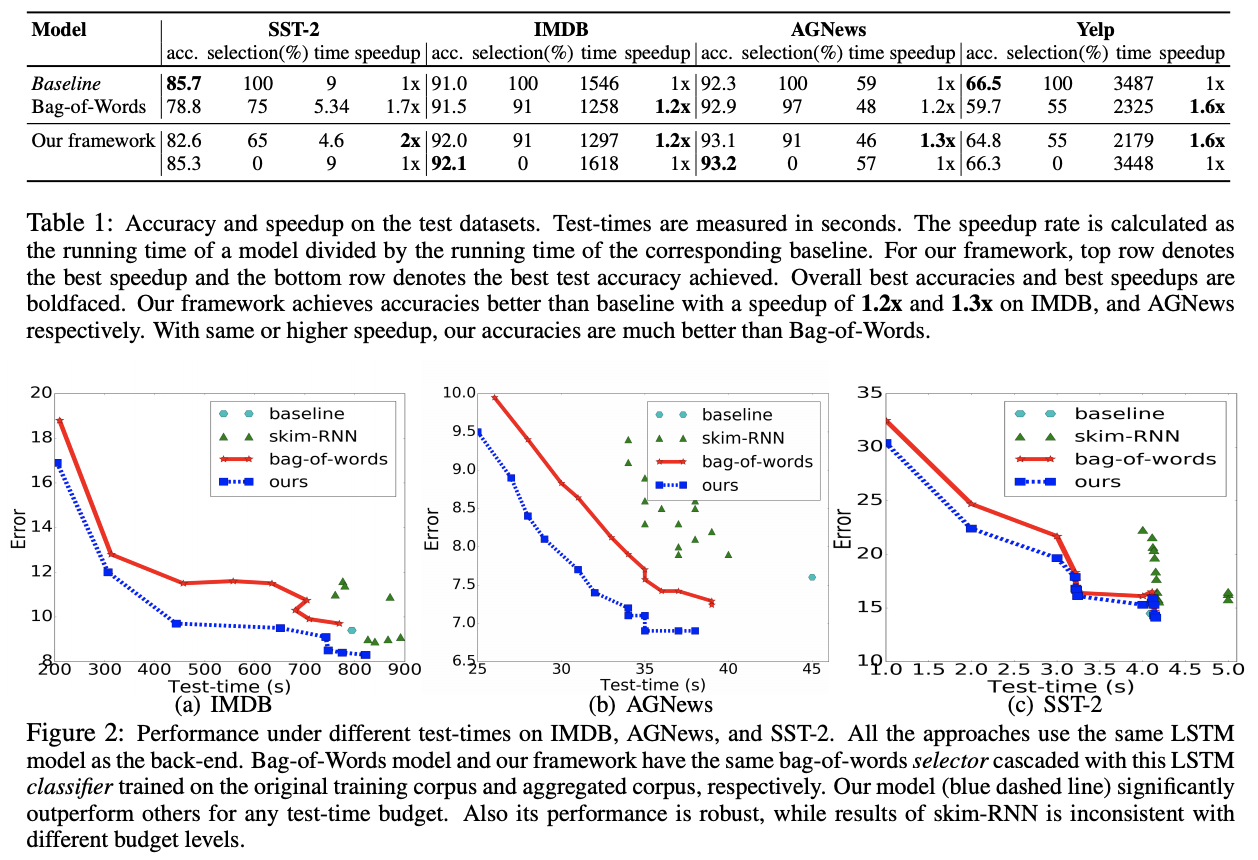 Model SST-2 IMDB AGNews Yelp
acc. selection(%) time speedup acc. selection(%) time speedup acc. selection(%) time speedup acc. selection(%) time speedup
Baseline 85.7 100 9 1x 91.0 100 1546 1x 92.3 100 59 1x 66.5 100 3487 1x
Bag-of-Words 78.8 75 5.34 1.7x 91.5 91 1258 1.2x 92.9 97 48 1.2x 59.7 55 2325 1.6x
Our framework 82.6 65 4.6 2x 92.0 91 1297 1.2x 93.1 91 46 1.3x 64.8 55 2179 1.6x
85.3 0 9 1x 92.1 0 1618 1x 93.2 0 57 1x 66.3 0 3448 1x
Table 1: Accuracy and speedup on the test datasets. Test-times are measured in seconds. The speedup rate is calculated as
the running time of a model divided by the running time of the corresponding baseline. For our framework, top row denotes
the best speedup and the bottom row denotes the best test accuracy achieved. Overall best accuracies and best speedups are
boldfaced. Our framework achieves accuracies better than baseline with a speedup of 1.2x and 1.3x on IMDB, and AGNews
respectively. With same or higher speedup, our accuracies are much better than Bag-of-Words.
20
18
16
14
12
10
8
Error
baseline
skim-RNN
bag-of-words
ours
200 300 400 500 600 700 800 900
Test-time (s)
(a) IMDB
10.0
9.5
9.0
8.5
8.0
7.5
7.0
6.5
Error
baseline
skim-RNN
bag-of-words
ours
25 30 35 40 45
Test-time (s)
(b) AGNews
35
30
25
20
15
10
Error
baseline
skim-RNN
bag-of-words
ours
1.0 1.5 2.0 2.5 3.0 3.5 4.0 4.5 5.0
Test-time (s)
(c) SST-2
Figure 2: Performance under different test-times on IMDB, AGNews, and SST-2. All the approaches use the same LSTM
model as the back-end. Bag-of-Words model and our framework have the same bag-of-words selector cascaded with this LSTM
classifier trained on the original training corpus and aggregated corpus, respectively. Our model (blue dashed line) significantly
outperform others for any test-time budget. Also its performance is robust, while results of skim-RNN is inconsistent with
different budget levels.